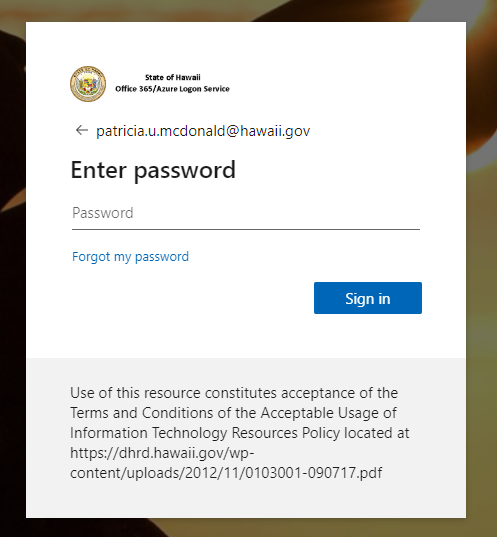 State of Hawaii
Office 365/Azure Logon Service
patricia.u.mcdonald@hawaii.gov
Enter password
Password
Forgot my password
Sign in
Use of this resource constitutes acceptance of the
Terms and Conditions of the Acceptable Usage of
Information Technology Resources Policy located at
https://dhrd.hawaii.gov/wp-
content/uploads/2012/11/0103001-090717.pdf